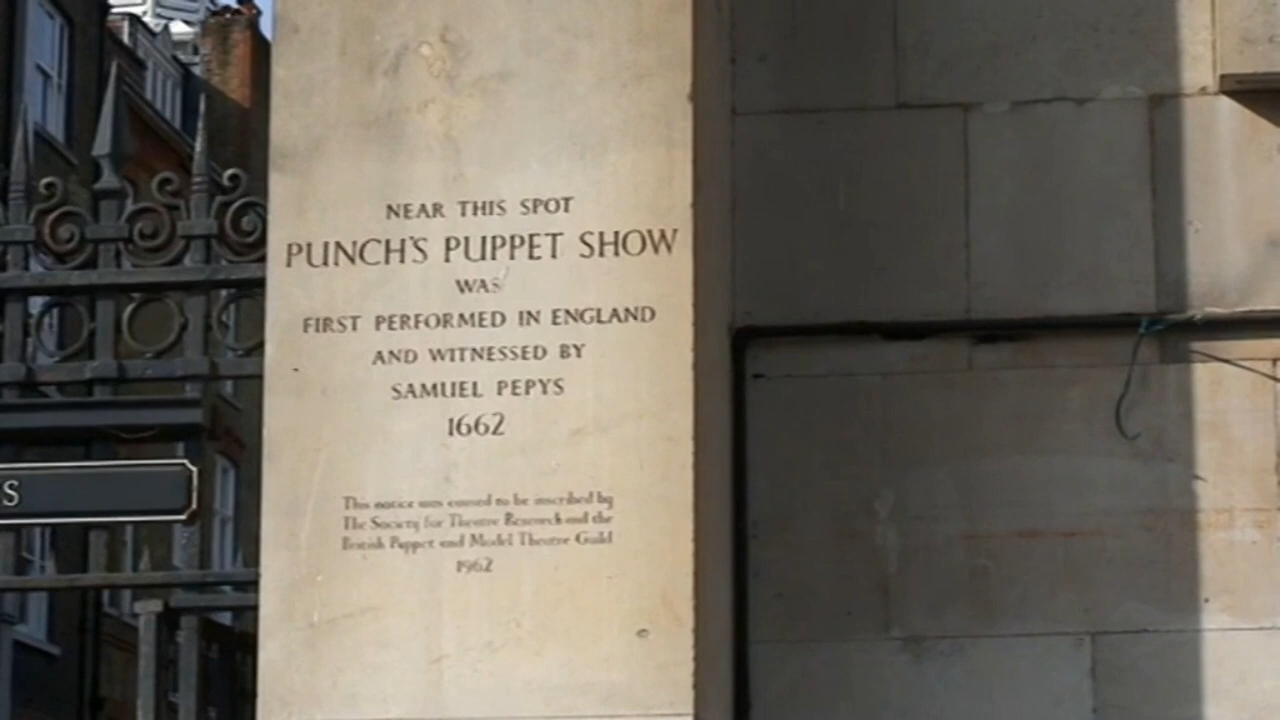 NEAR THIS SPOT
PUNCH'S PUPPET SHOW
WAS
FIRST PERFORMED IN ENGLAND
AND WITNESSED BY
SAMUEL PEPYS
1662
This notice was caused to be inscribed by
The Society for Theatre Research and the
British Puppet and Model Theatre Guild
1962
S